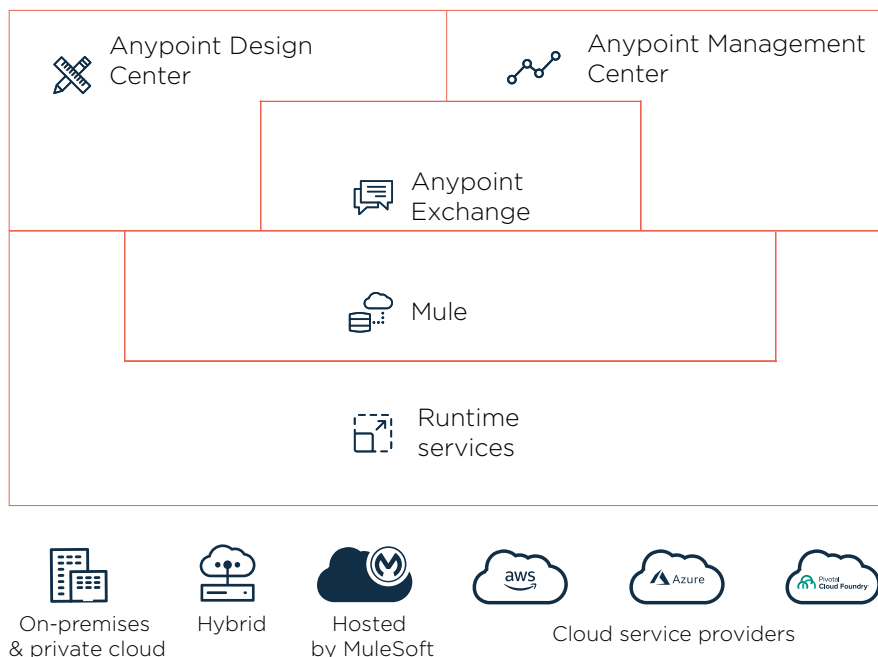 Anypoint Design
Center
Anypoint Management
Center
Anypoint
Exchange
Mule
Runtime
services
aws
Azure
Pivotal
Cloud Foundry
On-premises
& private cloud
Hybrid
Hosted
by MuleSoft
Cloud service providers